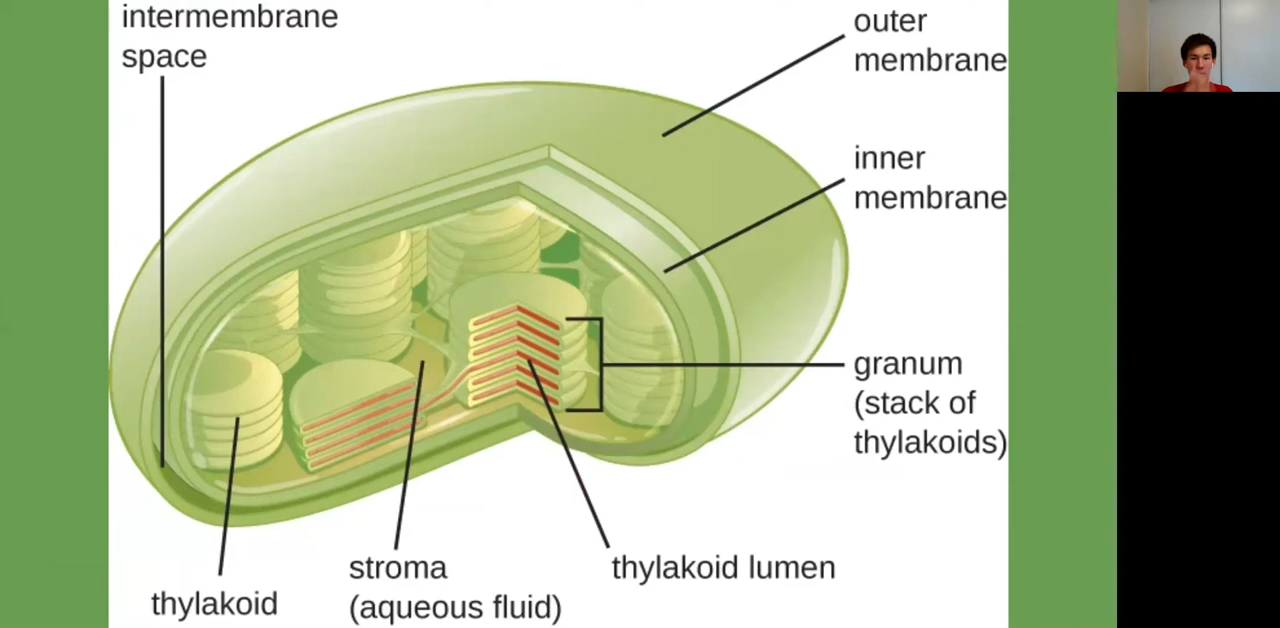 intermembrane
space
outer
membrane
inner
membrane
granum
(stack of
thylakoids)
thylakoid lumen
stroma
(aqueous fluid)
thylakoid